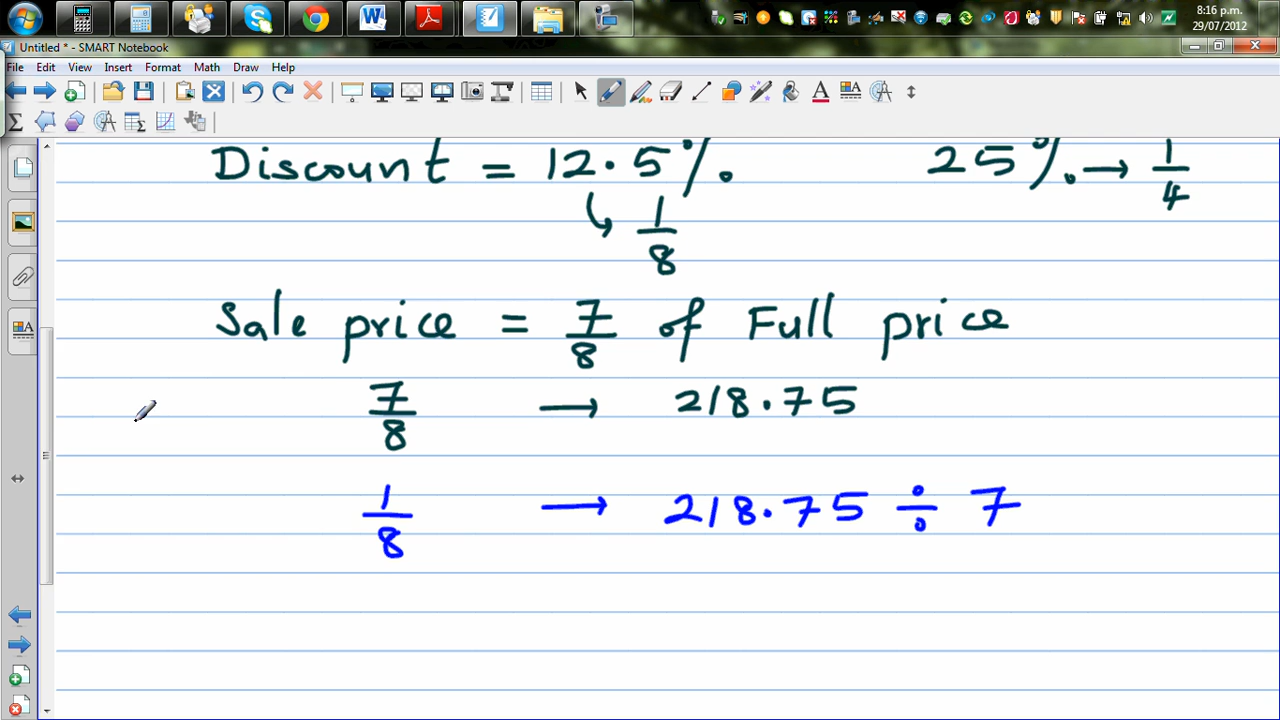 8:16 p.m.
29/07/2012
Untitled * - SMART Notebook
File Edit View Insert Format Math Draw Help
Discount = 12.5% 25% → 1/4
↳ 1/8
Sale price = 7/8 of Full price
7/8 → 218.75
1/8 → 218.75 ÷ 7